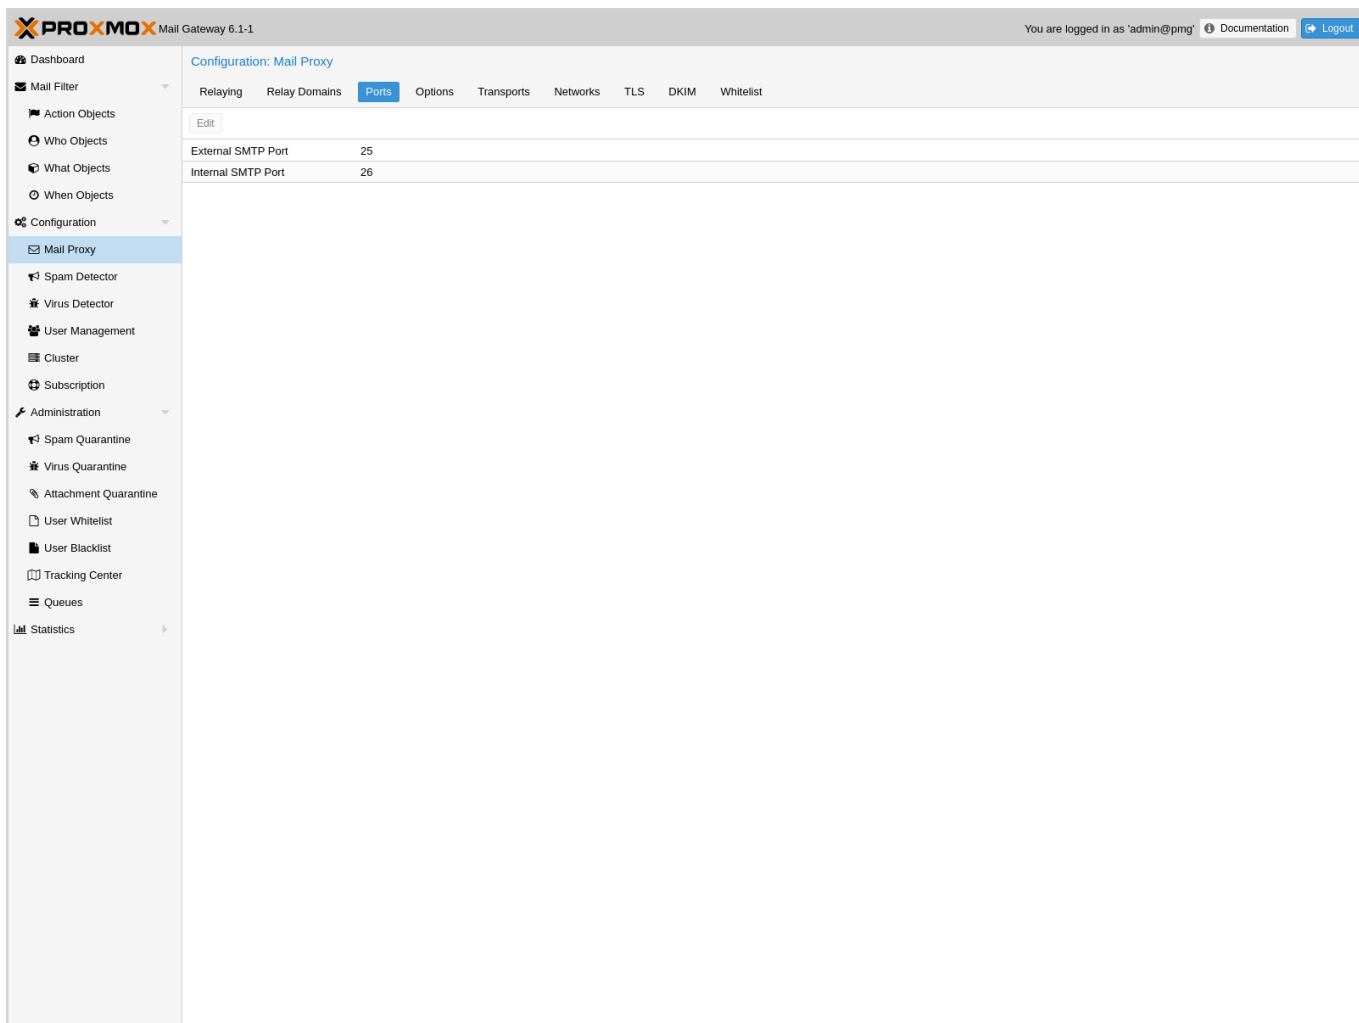 PROXMOX Mail Gateway 6.1-1 You are logged in as 'admin@pmg' Documentation Logout
Dashboard
Mail Filter
Action Objects
Who Objects
What Objects
When Objects
Configuration
Mail Proxy
Spam Detector
Virus Detector
User Management
Cluster
Subscription
Administration
Spam Quarantine
Virus Quarantine
Attachment Quarantine
User Whitelist
User Blacklist
Tracking Center
Queues
Statistics
Configuration: Mail Proxy
Relaying Relay Domains Ports Options Transports Networks TLS DKIM Whitelist
Edit
External SMTP Port 25
Internal SMTP Port 26